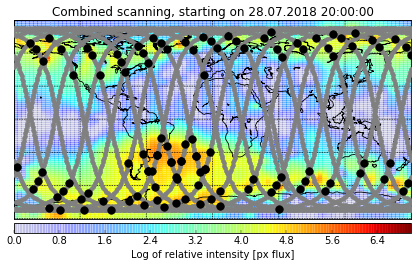 Combined scanning, starting on 28.07.2018 20:00:00
0.0 0.8 1.6 2.4 3.2 4.0 4.8 5.6 6.4
Log of relative intensity [px flux]